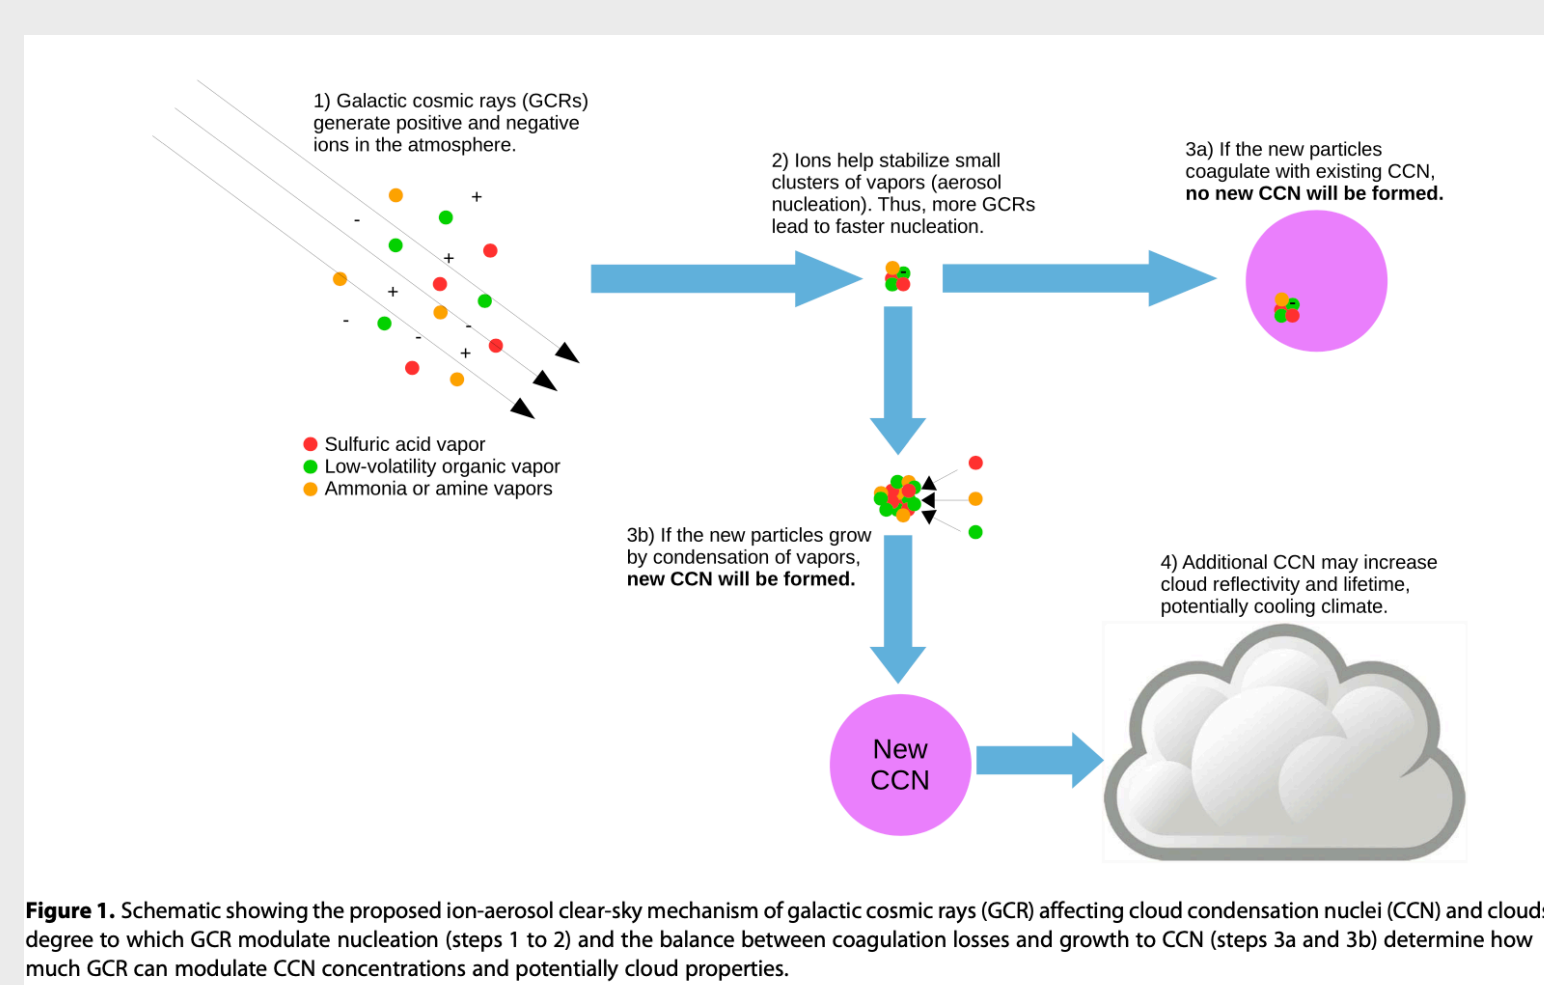 1) Galactic cosmic rays (GCRs)
generate positive and negative
ions in the atmosphere.
2) Ions help stabilize small
clusters of vapors (aerosol
nucleation). Thus, more GCRs
lead to faster nucleation.
3a) If the new particles
coagulate with existing CCN,
no new CCN will be formed.
+
-
+
+
-
-
-
+
-
Sulfuric acid vapor
Low-volatility organic vapor
Ammonia or amine vapors
3b) If the new particles grow
by condensation of vapors,
new CCN will be formed.
4) Additional CCN may increase
cloud reflectivity and lifetime,
potentially cooling climate.
New
CCN
Figure 1. Schematic showing the proposed ion-aerosol clear-sky mechanism of galactic cosmic rays (GCR) affecting cloud condensation nuclei (CCN) and clouds
degree to which GCR modulate nucleation (steps 1 to 2) and the balance between coagulation losses and growth to CCN (steps 3a and 3b) determine how
much GCR can modulate CCN concentrations and potentially cloud properties.